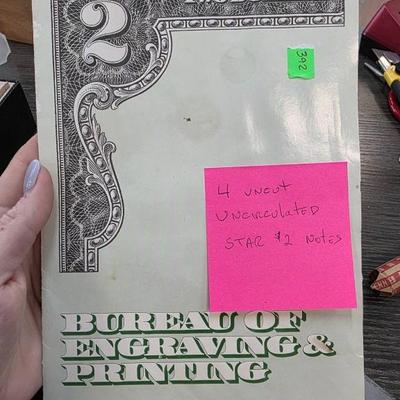 2
392
4 UNCUT
UNCIRCULATED
STAR $2 NOTES
BUREAU OF
ENGRAVING &
PRINTING